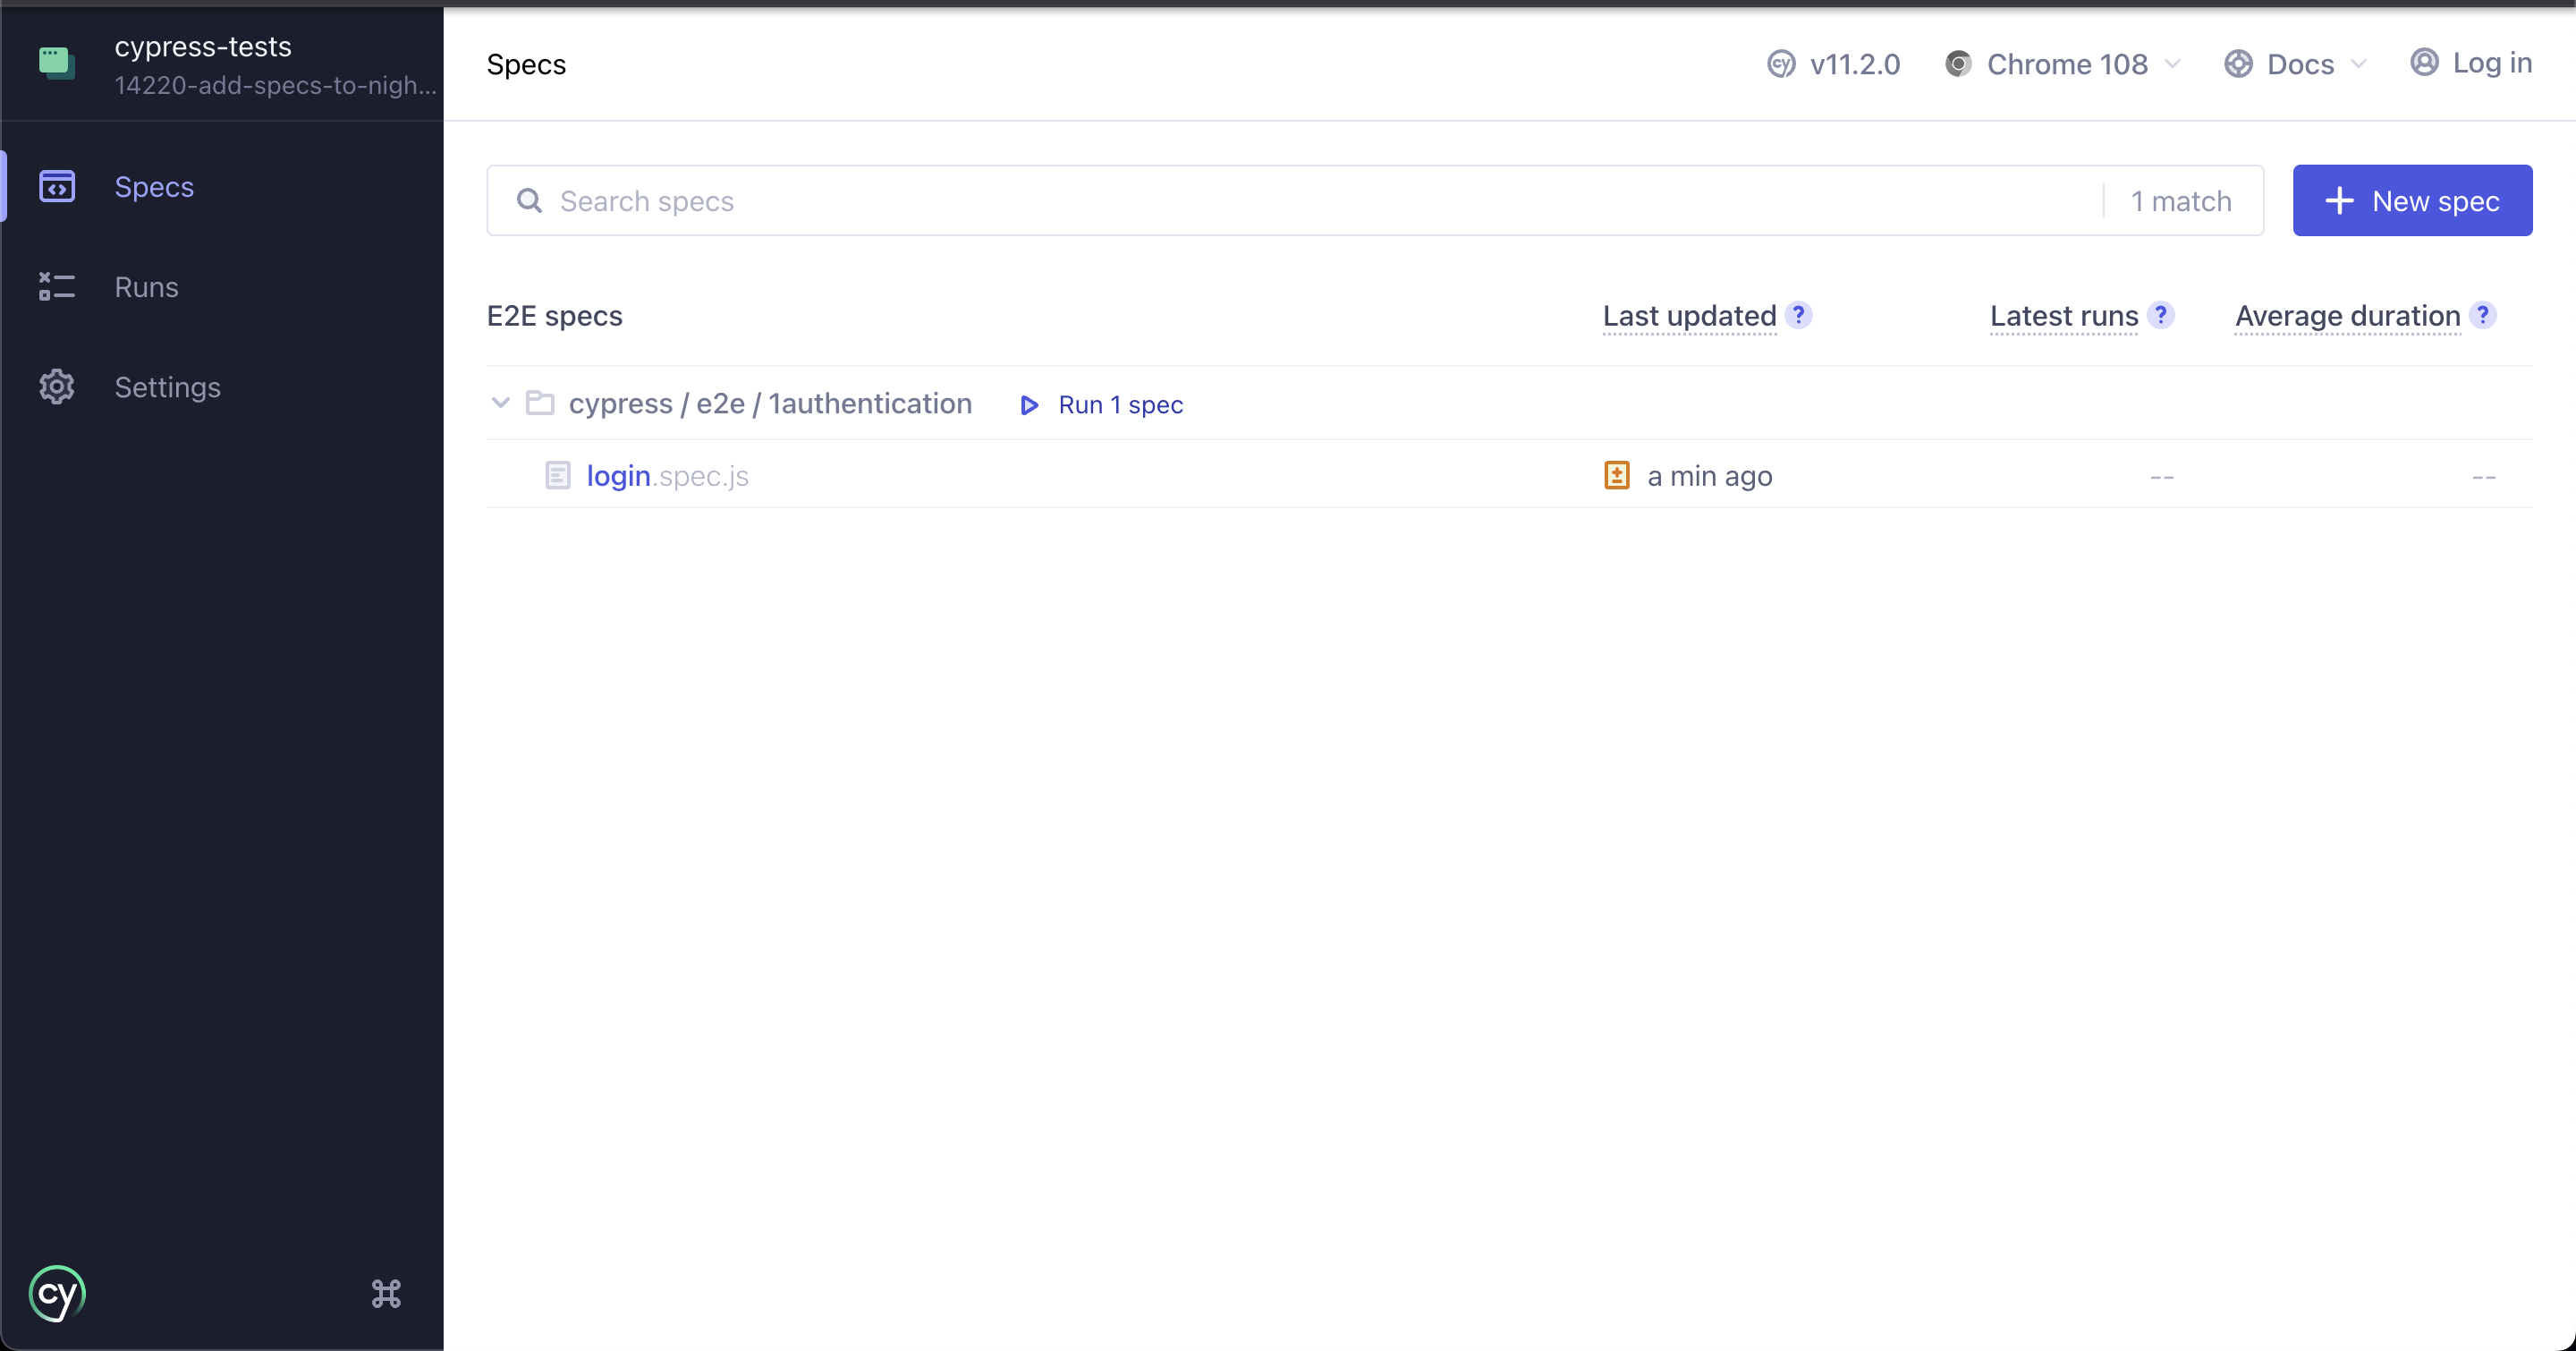 cypress-tests
14220-add-specs-to-nigh...
Specs
Runs
Settings
cy
Specs
cy v11.2.0
Chrome 108
Docs
Log in
Search specs
1 match
New spec
E2E specs
Last updated ?
Latest runs ?
Average duration ?
cypress / e2e / 1authentication
Run 1 spec
login.spec.js
a min ago
--
--